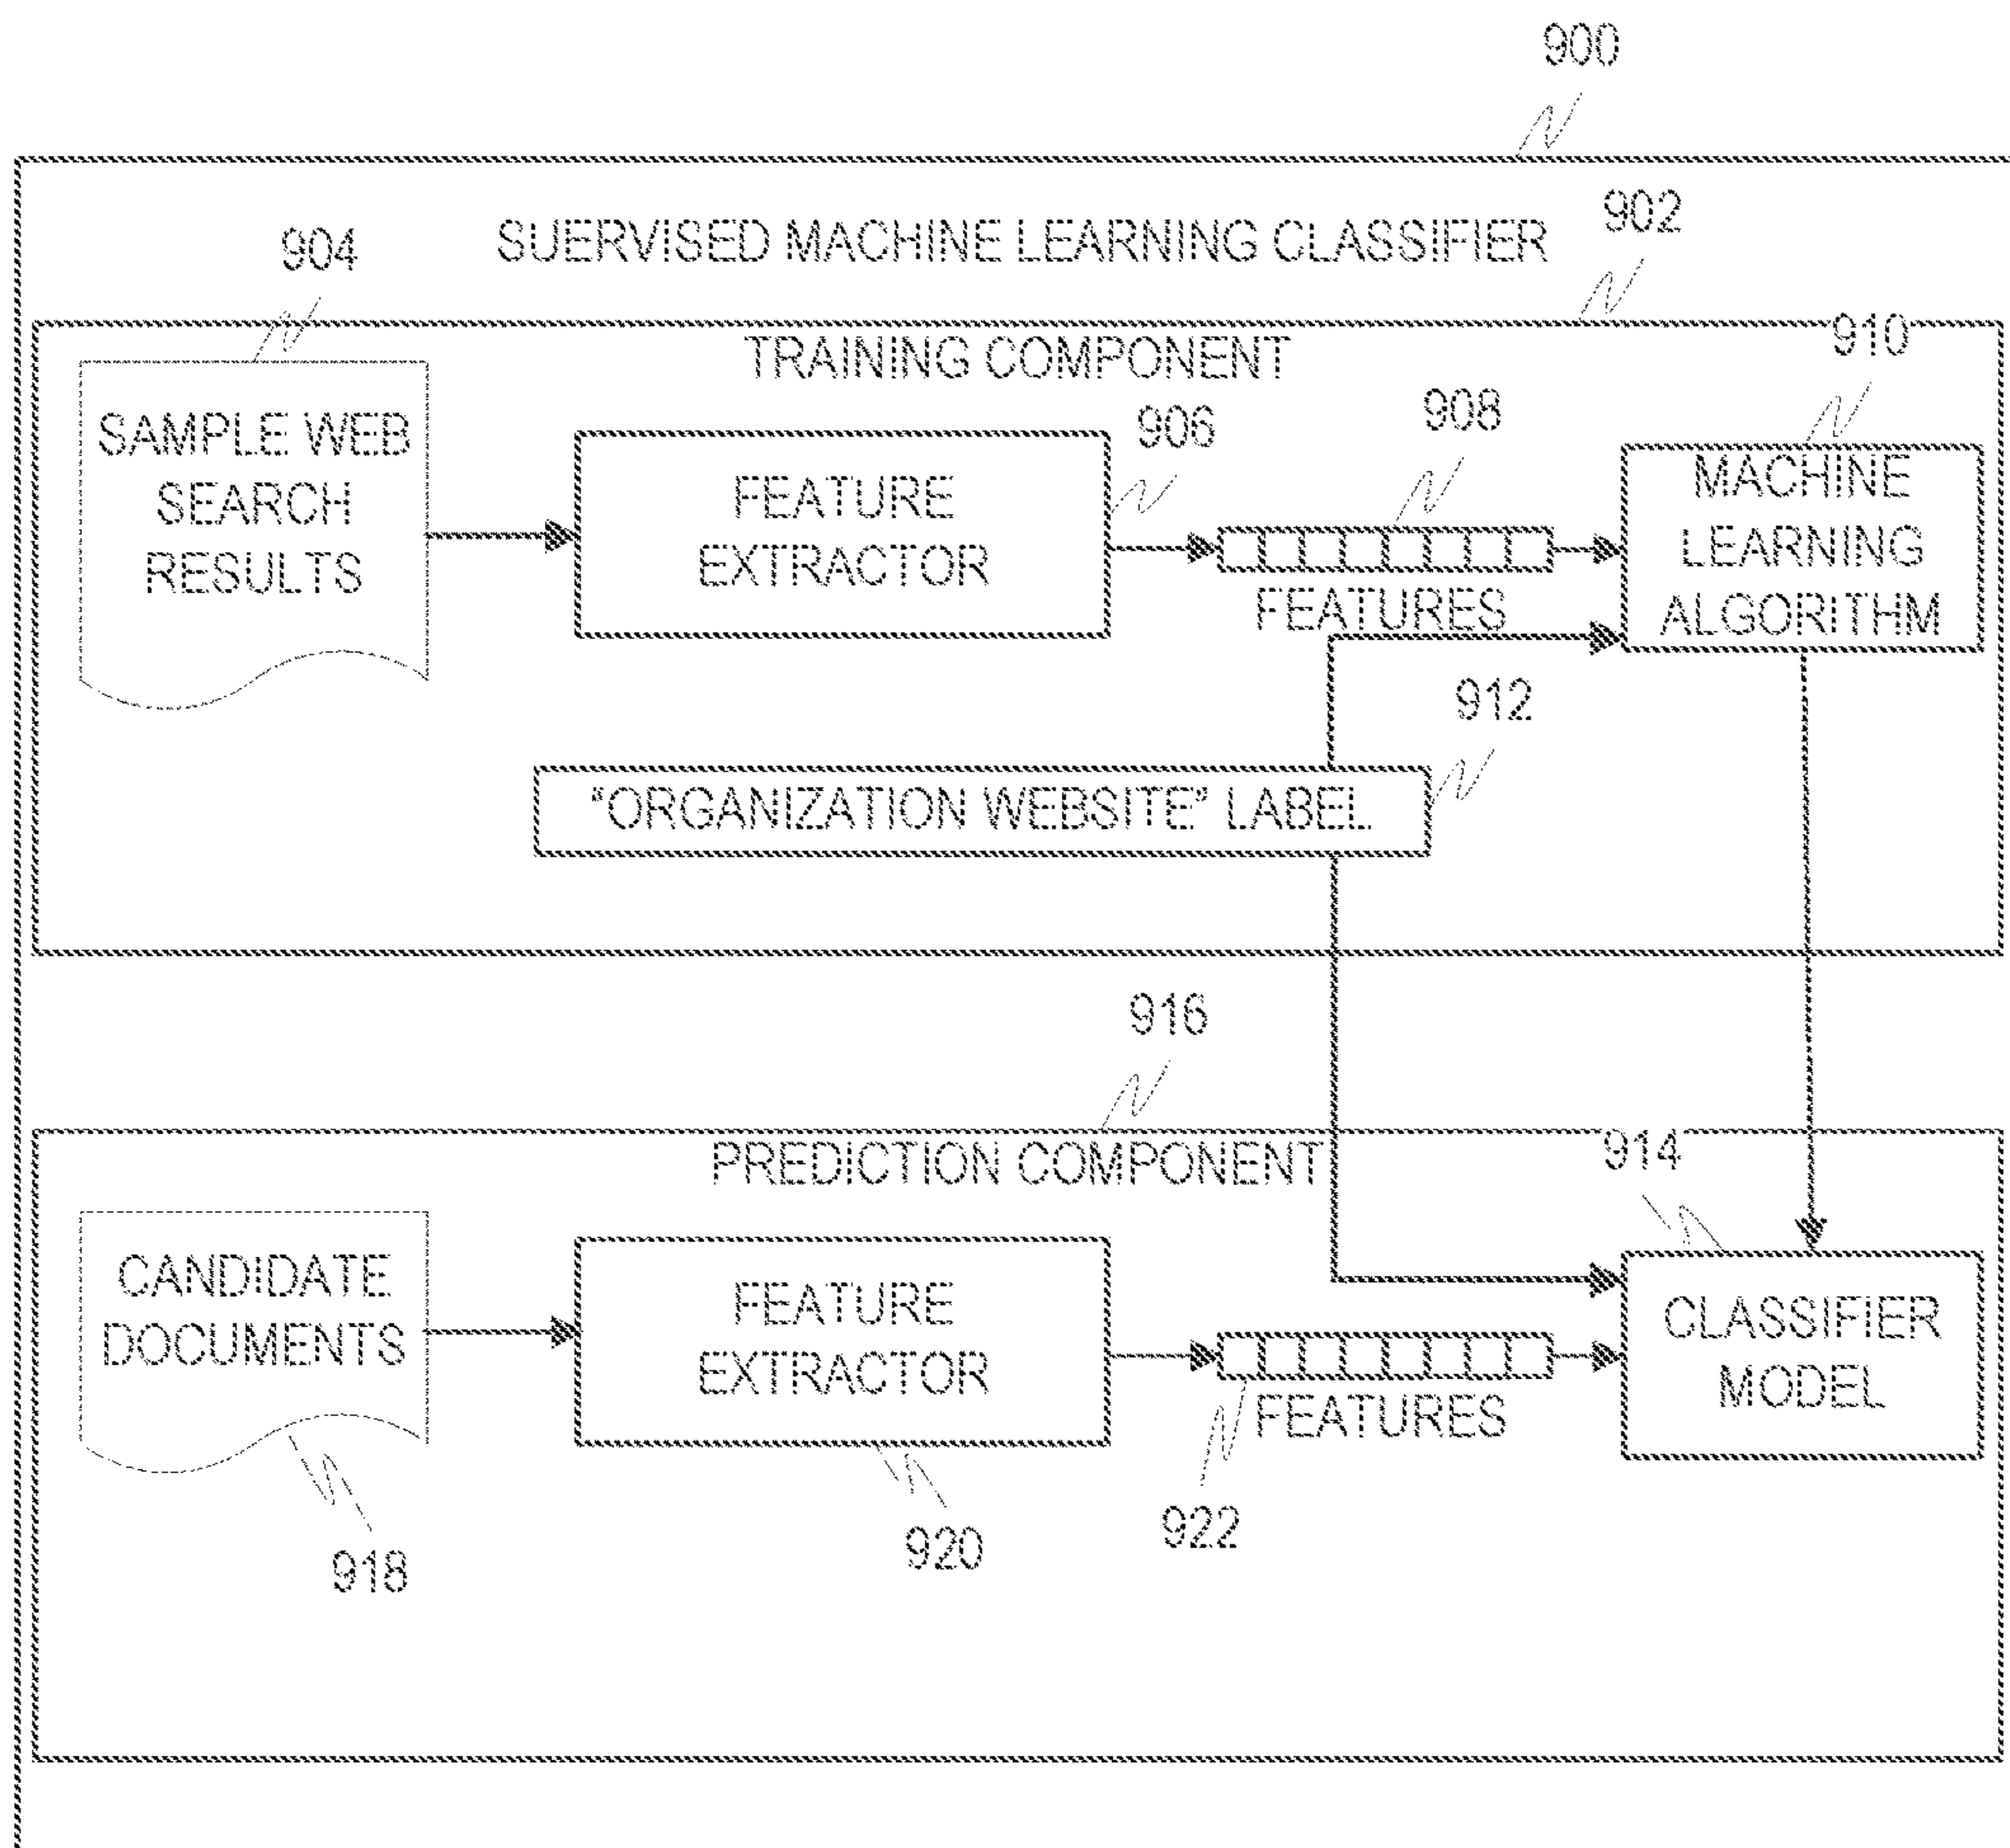 900
SUERVISED MACHINE LEARNING CLASSIFIER
902
904
TRAINING COMPONENT
910
SAMPLE WEB
SEARCH
RESULTS
FEATURE
EXTRACTOR
906
908
FEATURES
MACHINE
LEARNING
ALGORITHM
912
"ORGANIZATION WEBSITE" LABEL
916
PREDICTION COMPONENT
914
CANDIDATE
DOCUMENTS
FEATURE
EXTRACTOR
FEATURES
CLASSIFIER
MODEL
918
920
922